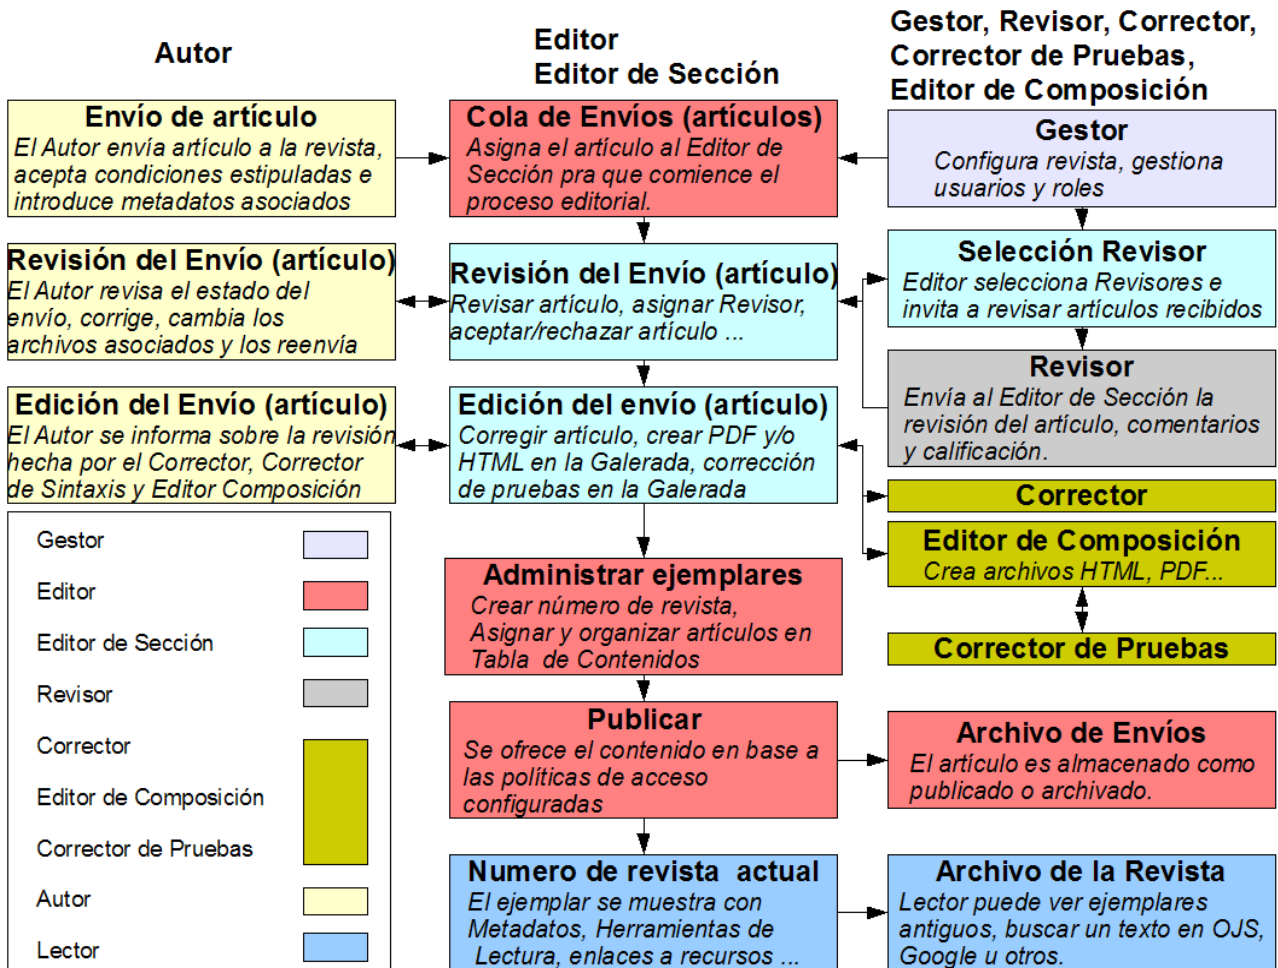 Autor
Editor
Editor de Sección
Gestor, Revisor, Corrector,
Corrector de Pruebas,
Editor de Composición
Envío de artículo
El Autor envía artículo a la revista,
acepta condiciones estipuladas e
introduce metadatos asociados
Cola de Envíos (artículos)
Asigna el artículo al Editor de
Sección pra que comience el
proceso editorial.
Gestor
Configura revista, gestiona
usuarios y roles
Revisión del Envío (artículo)
El Autor revisa el estado del
envío, corrige, cambia los
archivos asociados y los reenvía
Revisión del Envío (artículo)
Revisar artículo, asignar Revisor,
aceptar/rechazar artículo ...
Selección Revisor
Editor selecciona Revisores e
invita a revisar artículos recibidos
Revisor
Envía al Editor de Sección la
revisión del artículo, comentarios
y calificación.
Edición del Envío (artículo)
El Autor se informa sobre la revisión
hecha por el Corrector, Corrector
de Sintaxis y Editor Composición
Edición del envío (artículo)
Corregir artículo, crear PDF y/o
HTML en la Galerada, corrección
de pruebas en la Galerada
Corrector
Editor de Composición
Crea archivos HTML, PDF...
Corrector de Pruebas
Administrar ejemplares
Crear número de revista,
Asignar y organizar artículos en
Tabla de Contenidos
Publicar
Se ofrece el contenido en base a
las políticas de acceso
configuradas
Archivo de Envíos
El artículo es almacenado como
publicado o archivado.
Numero de revista actual
El ejemplar se muestra con
Metadatos, Herramientas de
Lectura, enlaces a recursos ...
Archivo de la Revista
Lector puede ver ejemplares
antiguos, buscar un texto en OJS,
Google u otros.
Gestor
Editor
Editor de Sección
Revisor
Corrector
Editor de Composición
Corrector de Pruebas
Autor
Lector